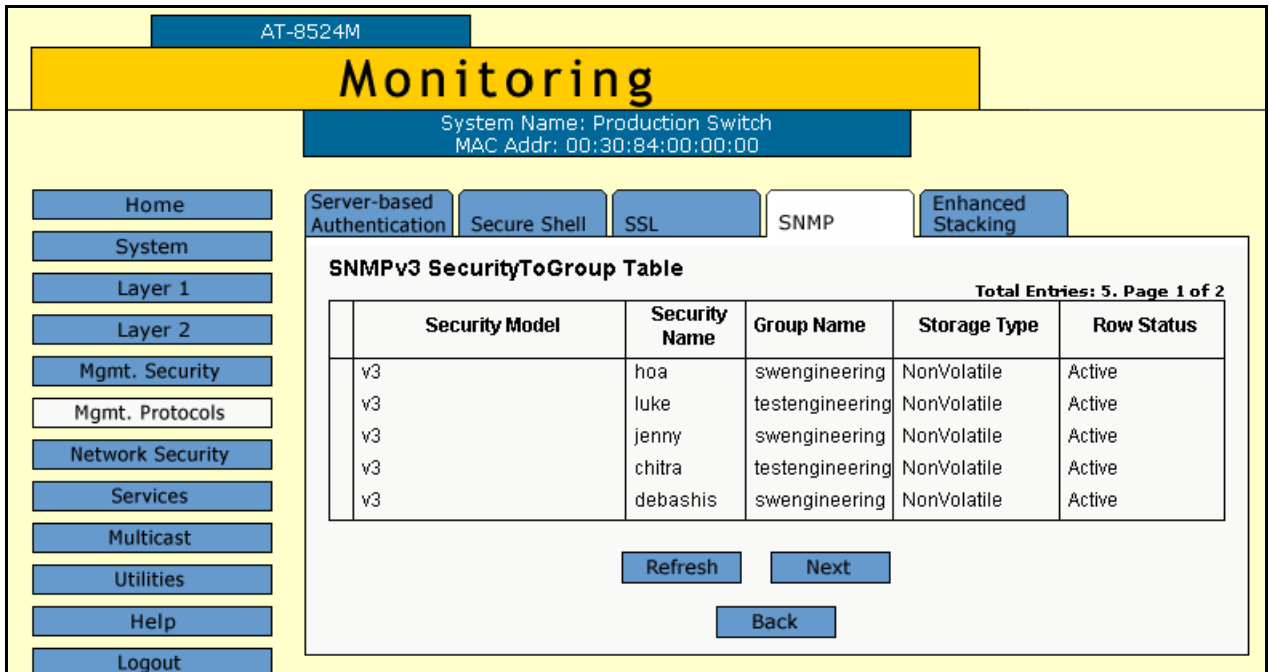 AT-8524M
Monitoring
System Name: Production Switch
MAC Addr: 00:30:84:00:00:00
Home
System
Layer 1
Layer 2
Mgmt. Security
Mgmt. Protocols
Network Security
Services
Multicast
Utilities
Help
Logout
Server-based
Authentication
Secure Shell
SSL
SNMP
Enhanced
Stacking
SNMPv3 SecurityToGroup Table
Total Entries: 5. Page 1 of 2
Security Model
Security
Name
Group Name
Storage Type
Row Status
v3 hoa swengineering NonVolatile Active
v3 luke testengineering NonVolatile Active
v3 jenny swengineering NonVolatile Active
v3 chitra testengineering NonVolatile Active
v3 debashis swengineering NonVolatile Active
Refresh
Next
Back